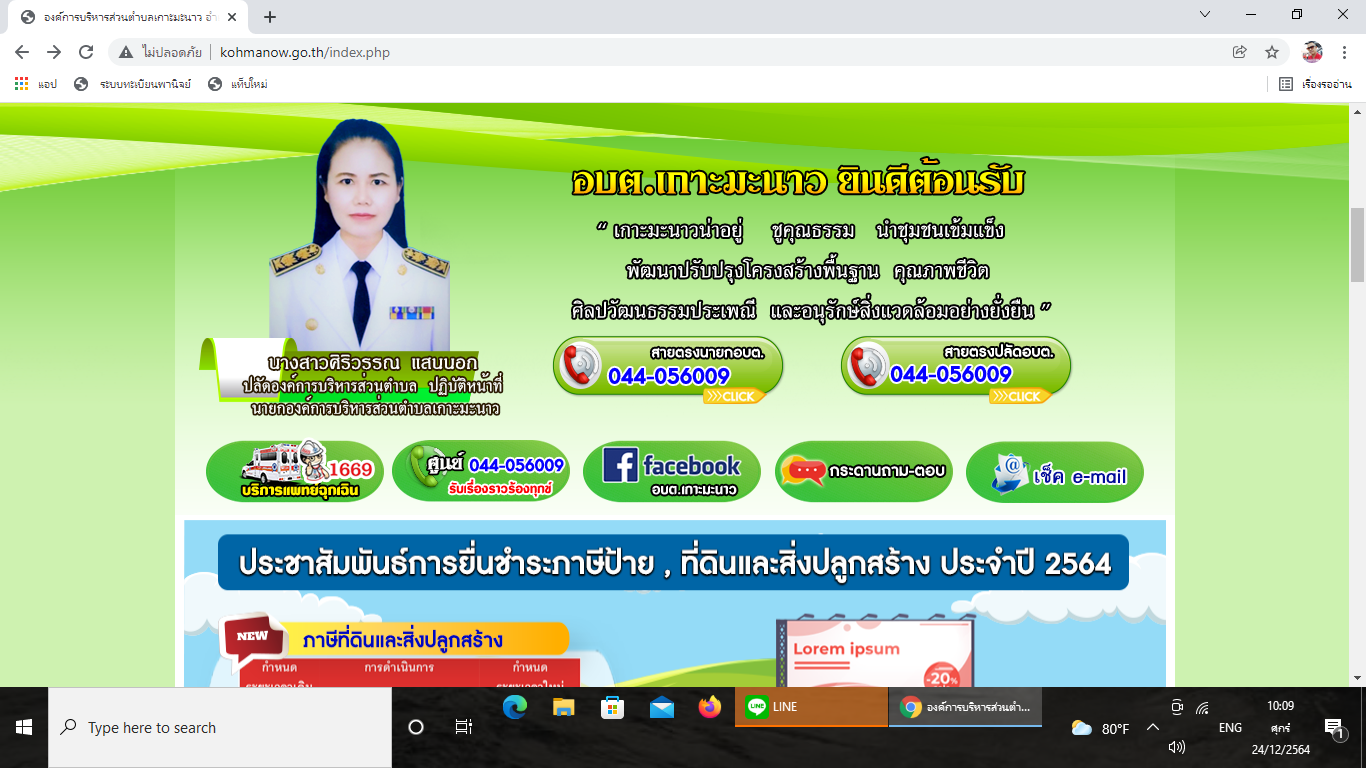 องค์การบริหารส่วนตำบลเกาะมะนาว อำ
ไม่ปลอดภัย
kohmanow.go.th/index.php
แอป
ระบบทะเบียนพาณิจย์
แท็บใหม่
เรื่องรออ่าน
อบต.เกาะมะนาว ยินดีต้อนรับ
“ เกาะมะนาวน่าอยู่ ชูคุณธรรม นำชุมชนเข้มแข็ง
พัฒนาปรับปรุงโครงสร้างพื้นฐาน คุณภาพชีวิต
ศิลปวัฒนธรรมประเพณี และอนุรักษ์สิ่งแวดล้อมอย่างยั่งยืน ”
นางสาวศิริวรรณ แสบนอก
ปลัดองค์การบริหารส่วนตำบล ปฏิบัติหน้าที่
นายกองค์การบริหารส่วนตำบลเกาะมะนาว
สายตรงนายกอบต.
044-056009
CLICK
สายตรงปลัดอบต.
044-056009
CLICK
1669
บริการแพทย์ฉุกเฉิน
ศูนย์ 044-056009
รับเรื่องราวร้องทุกข์
facebook
อบต.เกาะมะนาว
กระดานถาม-ตอบ
เช็ค e-mail
ประชาสัมพันธ์การยื่นชำระภาษีป้าย , ที่ดินและสิ่งปลูกสร้าง ประจำปี 2564
NEW
ภาษีที่ดินและสิ่งปลูกสร้าง
กำหนด การดำเนินการ กำหนด
ระยะเวลาเดิม ระยะเวลาใหม่
Lorem ipsum
-20%
Type here to search
LINE
องค์การบริหารส่วนตำ...
80°F
ENG
10:09
ศุกร์
24/12/2564
1